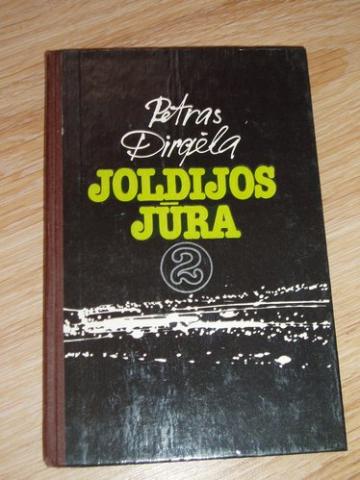 Petras
Dirgėla
JOLDIJOS
JŪRA
2